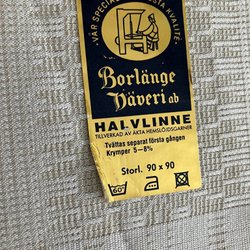 VÅR SPECIAL
STA KVALITÉ
Borlänge
Väveri ab
HALVLINNE
TILLVERKAD AV ÄKTA HEMSLÖJDSGARNER
Tvättas separat första gången
Krymper 5–8%
Storl. 90 x 90
60°